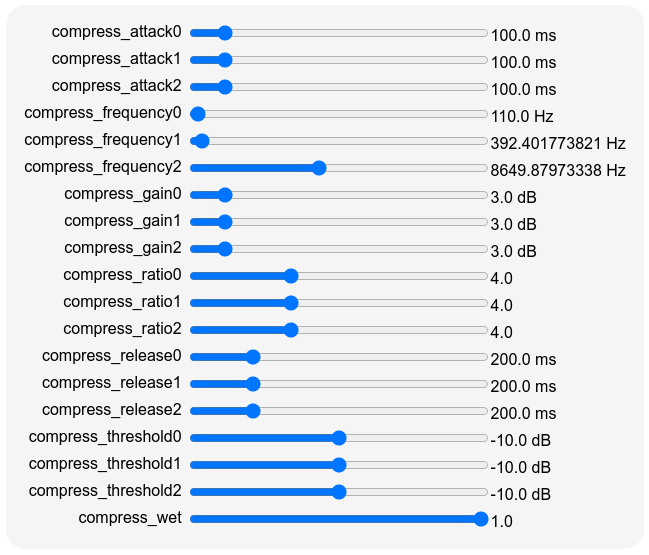 compress_attack0 100.0 ms
compress_attack1 100.0 ms
compress_attack2 100.0 ms
compress_frequency0 110.0 Hz
compress_frequency1 392.401773821 Hz
compress_frequency2 8649.87973338 Hz
compress_gain0 3.0 dB
compress_gain1 3.0 dB
compress_gain2 3.0 dB
compress_ratio0 4.0
compress_ratio1 4.0
compress_ratio2 4.0
compress_release0 200.0 ms
compress_release1 200.0 ms
compress_release2 200.0 ms
compress_threshold0 -10.0 dB
compress_threshold1 -10.0 dB
compress_threshold2 -10.0 dB
compress_wet 1.0